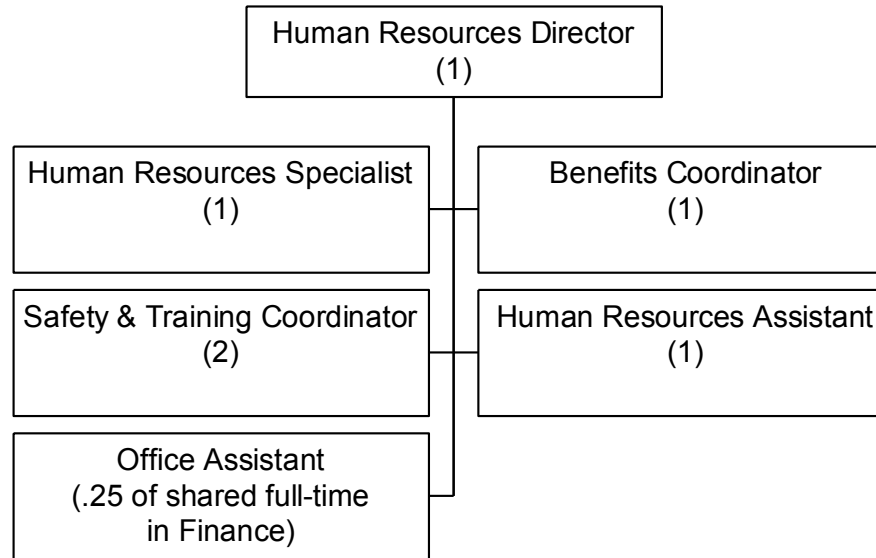 Human Resources Director
(1)
Human Resources Specialist
(1)
Benefits Coordinator
(1)
Safety & Training Coordinator
(2)
Human Resources Assistant
(1)
Office Assistant
(.25 of shared full-time
in Finance)